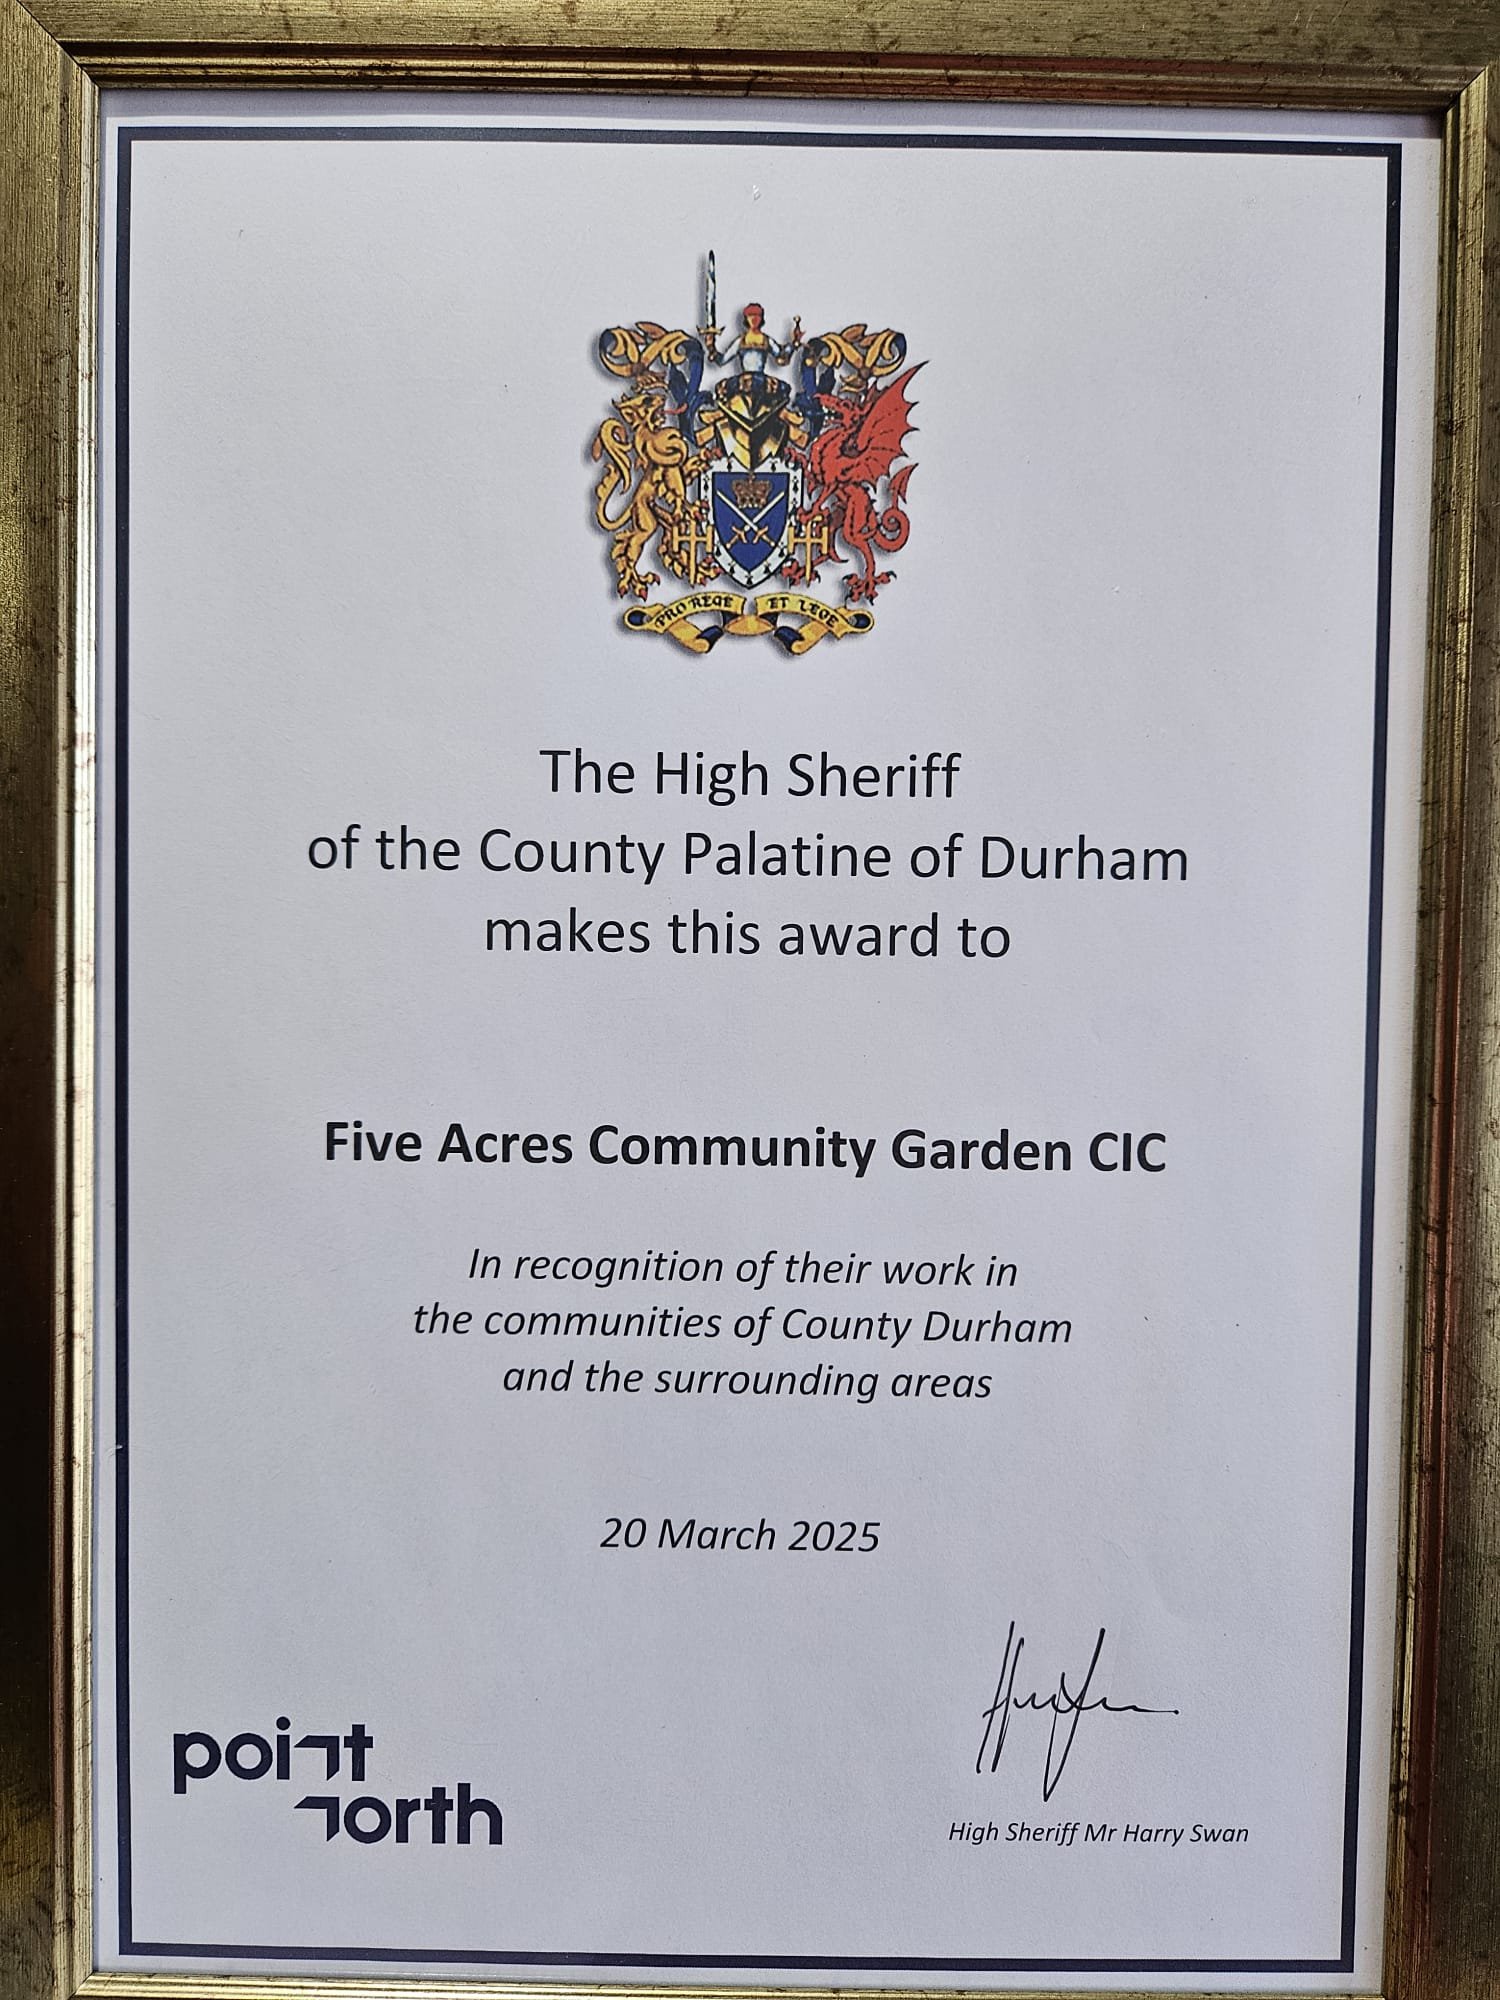 PRO REGE ET LEGE
The High Sheriff
of the County Palatine of Durham
makes this award to
Five Acres Community Garden CIC
In recognition of their work in
the communities of County Durham
and the surrounding areas
20 March 2025
point
north
High Sheriff Mr Harry Swan